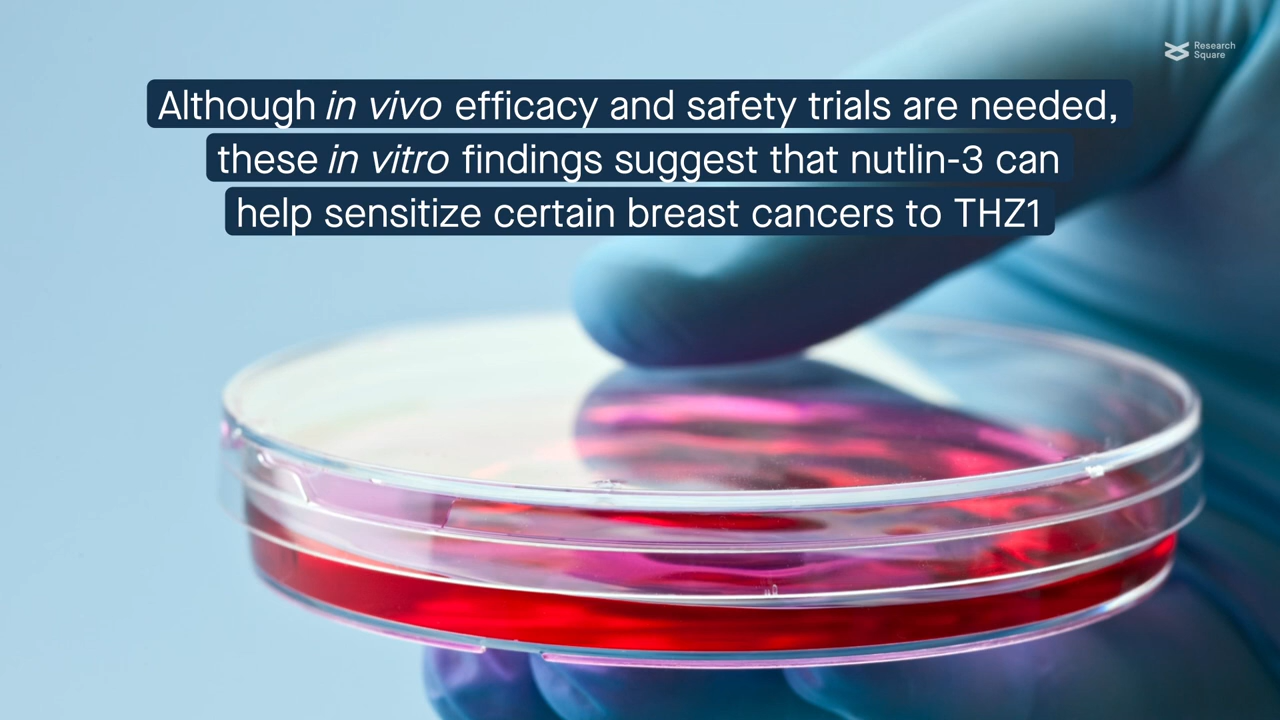 Research
Square
Although in vivo efficacy and safety trials are needed,
these in vitro findings suggest that nutlin-3 can
help sensitize certain breast cancers to THZ1